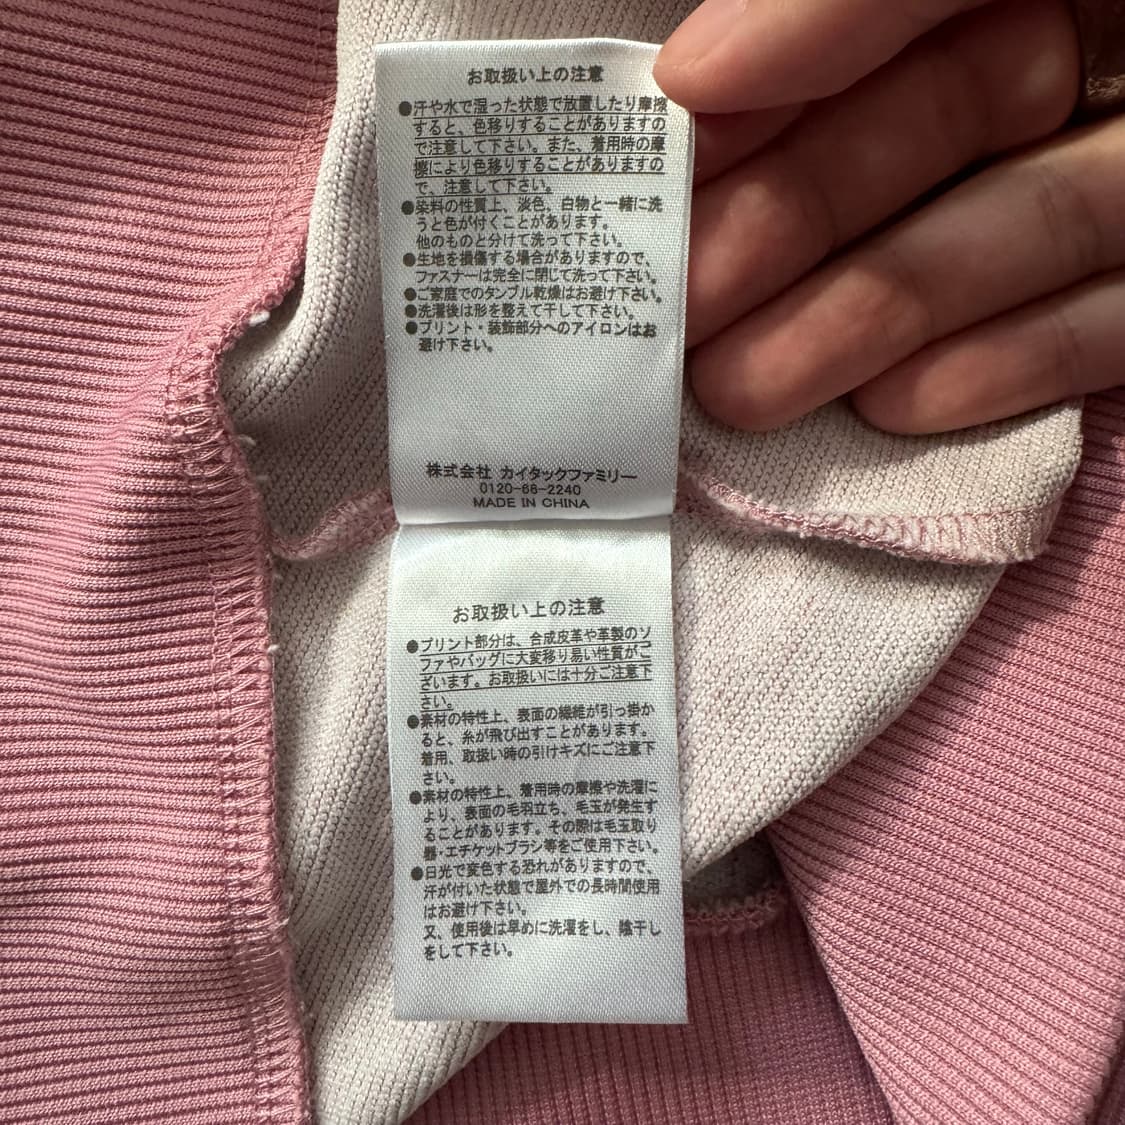 お取扱い上の注意
●汗や水で湿った状態で放置したり摩擦
すると、色移りすることがありますの
で注意して下さい。また、着用時の摩
擦により色移りすることがありますの
で、注意して下さい。
●染料の性質上、淡色、白物と一緒に洗
うと色が付くことがあります。
他のものと分けて洗って下さい。
●生地を損傷する場合がありますので、
ファスナーは完全に閉じて洗って下さい。
●ご家庭でのタンブル乾燥はお避け下さい。
●洗濯後は形を整えて干して下さい。
●プリント・装飾部分へのアイロンはお
避け下さい。
株式会社 カイタックファミリー
0120-66-2240
MADE IN CHINA
お取扱い上の注意
●プリント部分は、合成皮革や革製のソ
ファやバッグに大変移り易い性質がご
ざいます。お取扱いには十分ご注意下
さい。
●素材の特性上、表面の繊維が引っ掛か
ると、糸が飛び出すことがあります。
着用、取扱い時の引けキズにご注意下
さい。
●素材の特性上、着用時の摩擦や洗濯に
より、表面の毛羽立ち、毛玉が発生す
ることがあります。その際は毛玉取り
器・エチケットブラシ等をご使用下さい。
●日光で変色する恐れがありますので、
汗が付いた状態で屋外での長時間使用
はお避け下さい。
又、使用後は早めに洗濯をし、陰干し
をして下さい。